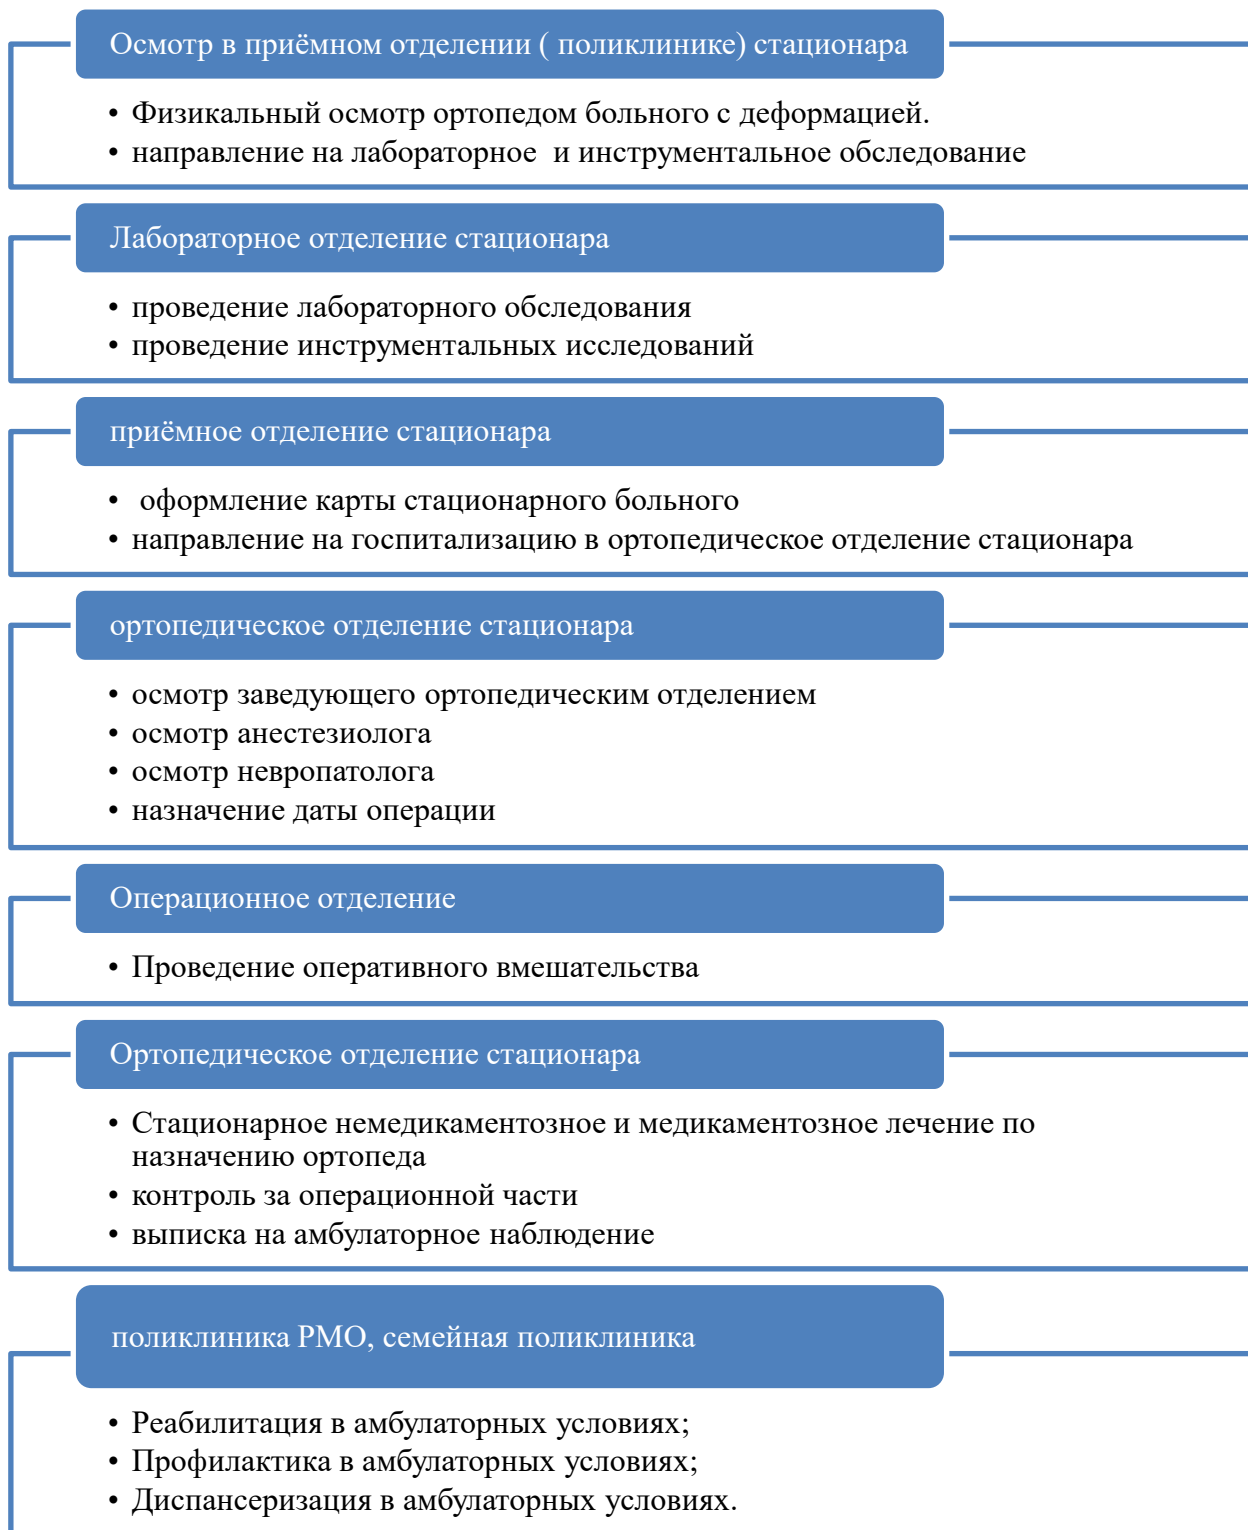 Осмотр в приёмном отделении ( поликлинике) стационара
• Физикальный осмотр ортопедом больного с деформацией.
• направление на лабораторное и инструментальное обследование
Лабораторное отделение стационара
• проведение лабораторного обследования
• проведение инструментальных исследований
приёмное отделение стационара
• оформление карты стационарного больного
• направление на госпитализацию в ортопедическое отделение стационара
ортопедическое отделение стационара
• осмотр заведующего ортопедическим отделением
• осмотр анестезиолога
• осмотр невропатолога
• назначение даты операции
Операционное отделение
• Проведение оперативного вмешательства
Ортопедическое отделение стационара
• Стационарное немедикаментозное и медикаментозное лечение по
назначению ортопеда
• контроль за операционной части
• выписка на амбулаторное наблюдение
поликлиника РМО, семейная поликлиника
• Реабилитация в амбулаторных условиях;
• Профилактика в амбулаторных условиях;
• Диспансеризация в амбулаторных условиях.